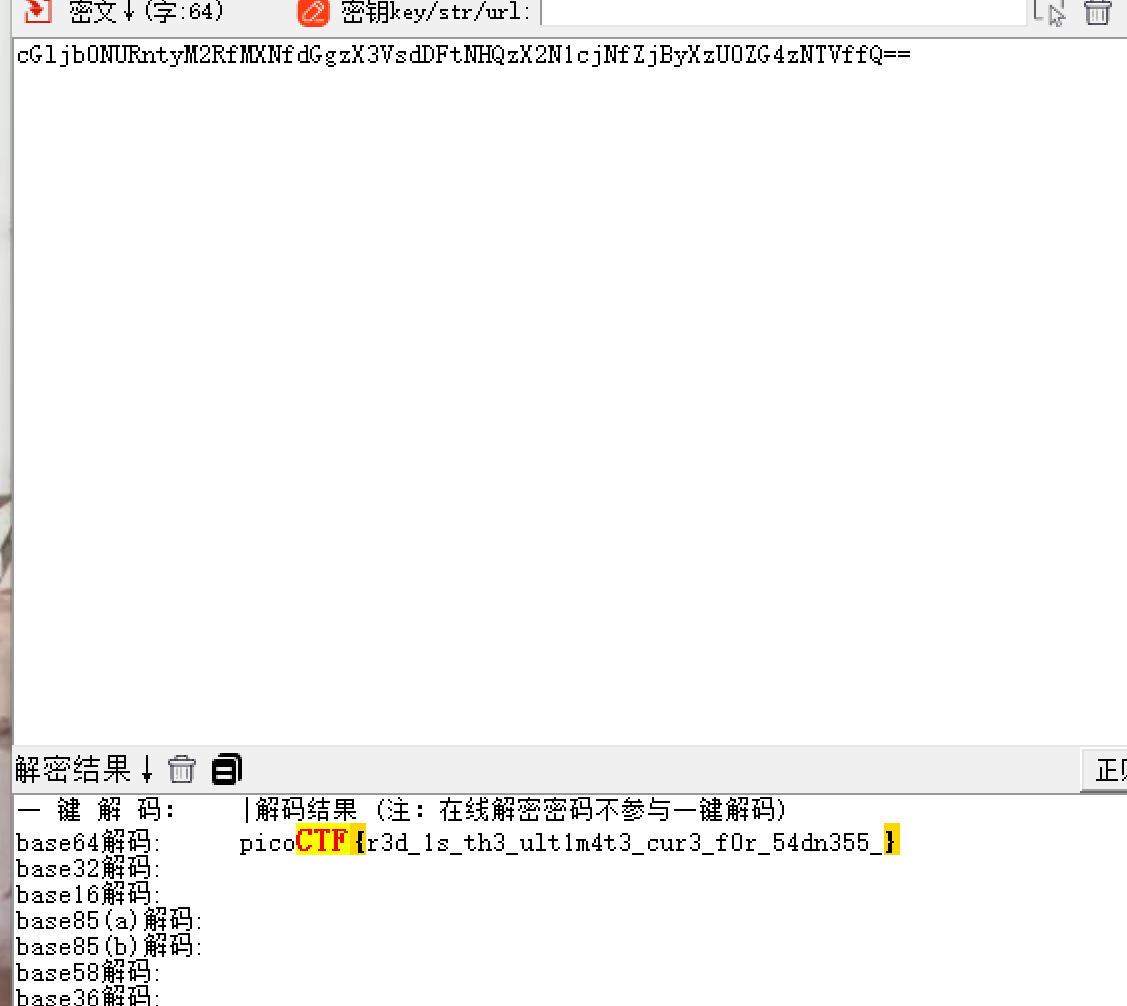 密文↓(字:64) 密钥key/str/url:
cGljb0NURntyM2RfMXNfdGgzX3VsdDFtNHQzX2N1cjNfZjByXzU0ZG4zNTVffQ==
解密结果↓ 正
一 键 解 码: |解码结果 (注: 在线解密密码不参与一键解码)
base64解码: picoCTF{r3d_1s_th3_ult1m4t3_cur3_f0r_54dn355_}
base32解码:
base16解码:
base85(a)解码:
base85(b)解码:
base58解码:
base36解码: